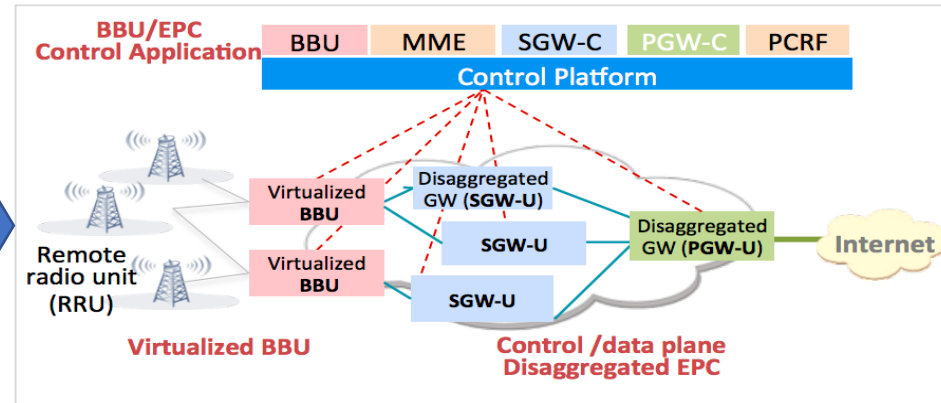 BBU/EPC
Control Application
BBU MME SGW-C PGW-C PCRF
Control Platform
Virtualized
BBU
Disaggregated
GW (SGW-U)
SGW-U
Disaggregated
GW (PGW-U)
Internet
Remote
radio unit
(RRU)
Virtualized
BBU
SGW-U
Virtualized BBU
Control /data plane
Disaggregated EPC